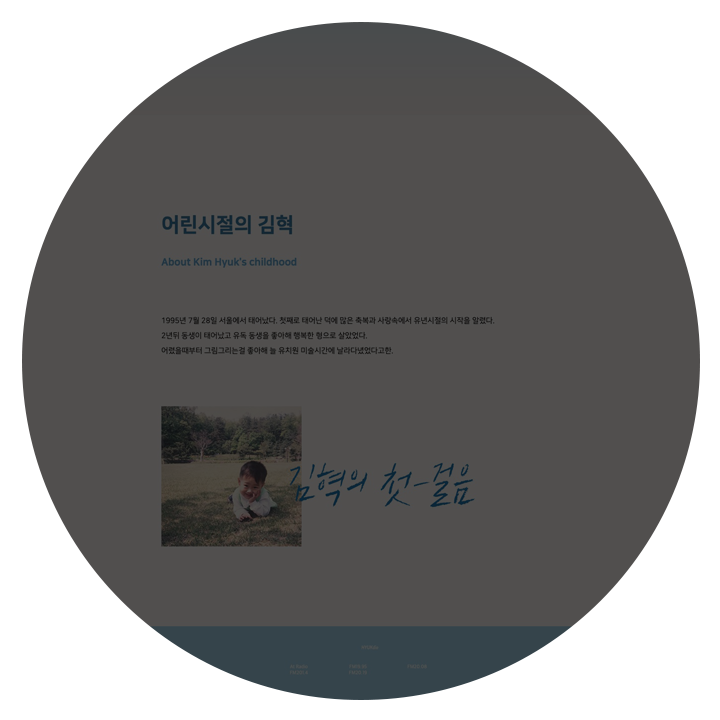 어린시절의 김혁
About Kim Hyuk's childhood
1995년 7월 28일 서울에서 태어났다. 첫째로 태어난 덕에 많은 축복과 사랑속에서 유년시절의 시작을 알렸다.
2년뒤 동생이 태어났고 유독 동생을 좋아해 행복한 형으로 살았었다.
어렸을때부터 그림그리는걸 좋아해 늘 유치원 미술시간에 날라다녔었다고한.
김혁의 첫-걸음